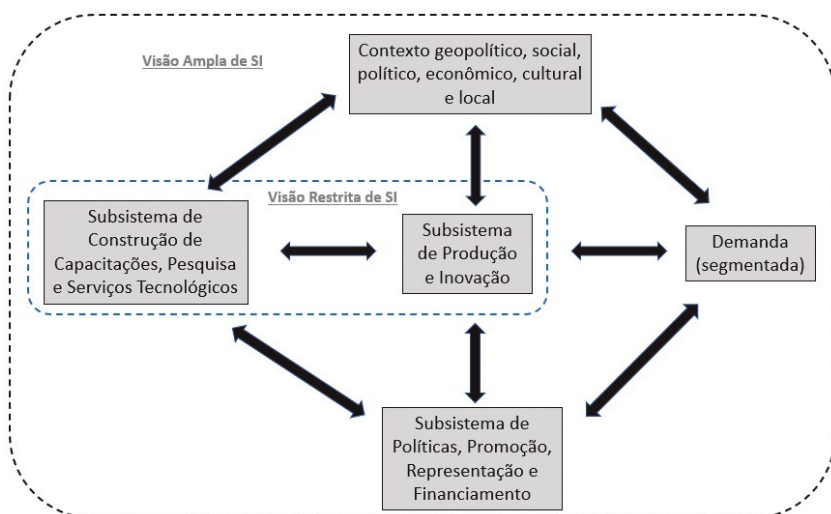 Visão Ampla de SI
Contexto geopolítico, social,
político, econômico, cultural
e local
Visão Restrita de SI
Subsistema de
Construção de
Capacitações, Pesquisa
e Serviços Tecnológicos
Subsistema
de Produção
e Inovação
Demanda
(segmentada)
Subsistema de
Políticas, Promoção,
Representação e
Financiamento